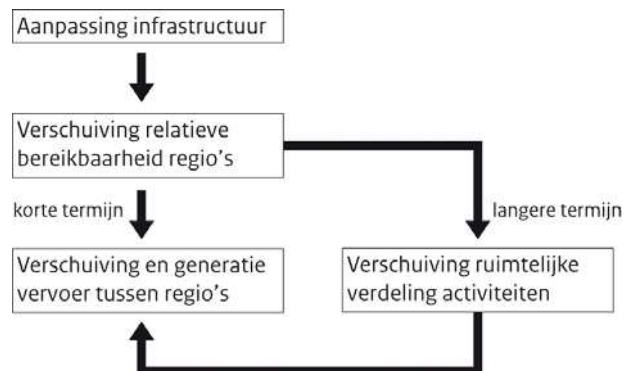 Aanpassing infrastructuur
Verschuiving relatieve
bereikbaarheid regio's
korte termijn
langere termijn
Verschuiving en generatie
vervoer tussen regio's
Verschuiving ruimtelijke
verdeling activiteiten